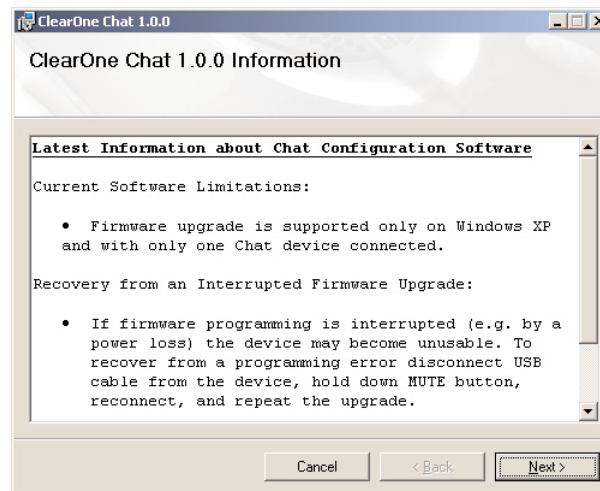 ClearOne Chat 1.0.0
ClearOne Chat 1.0.0 Information
Latest Information about Chat Configuration Software
Current Software Limitations:
• Firmware upgrade is supported only on Windows XP
and with only one Chat device connected.
Recovery from an Interrupted Firmware Upgrade:
• If firmware programming is interrupted (e.g. by a
power loss) the device may become unusable. To
recover from a programming error disconnect USB
cable from the device, hold down MUTE button,
reconnect, and repeat the upgrade.
Cancel
< Back
Next >